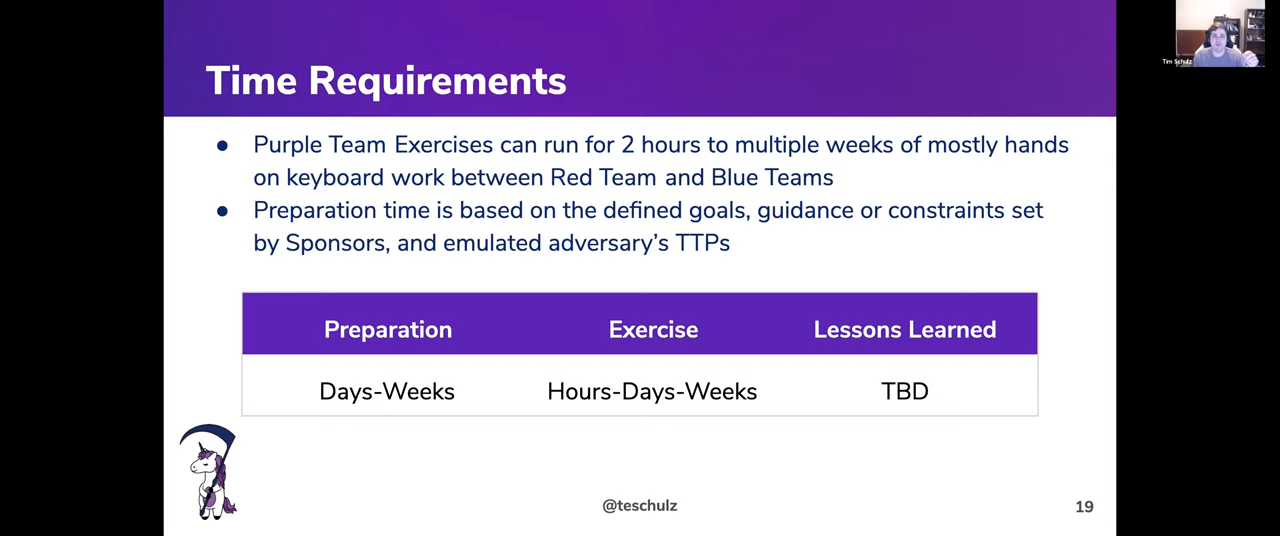 Time Requirements
Tim Schulz
● Purple Team Exercises can run for 2 hours to multiple weeks of mostly hands
on keyboard work between Red Team and Blue Teams
● Preparation time is based on the defined goals, guidance or constraints set
by Sponsors, and emulated adversary’s TTPs
Preparation Exercise Lessons Learned
Days-Weeks Hours-Days-Weeks TBD
@teschulz
19